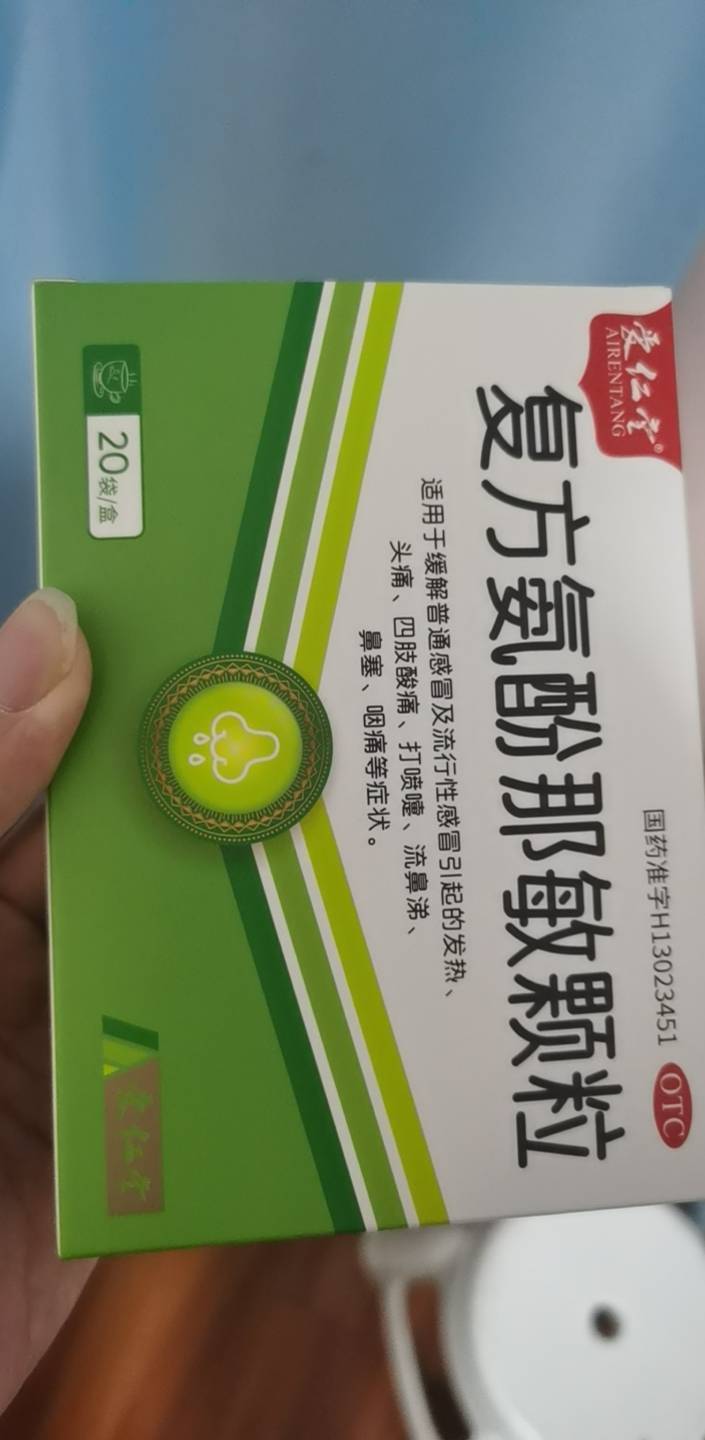 爱仁堂®
AIRENTANG
国药准字H13023451
OTC
复方氨酚那敏颗粒
适用于缓解普通感冒及流行性感冒引起的发热、
头痛、四肢酸痛、打喷嚏、流鼻涕、
鼻塞、咽痛等症状。
20袋/盒
爱仁堂